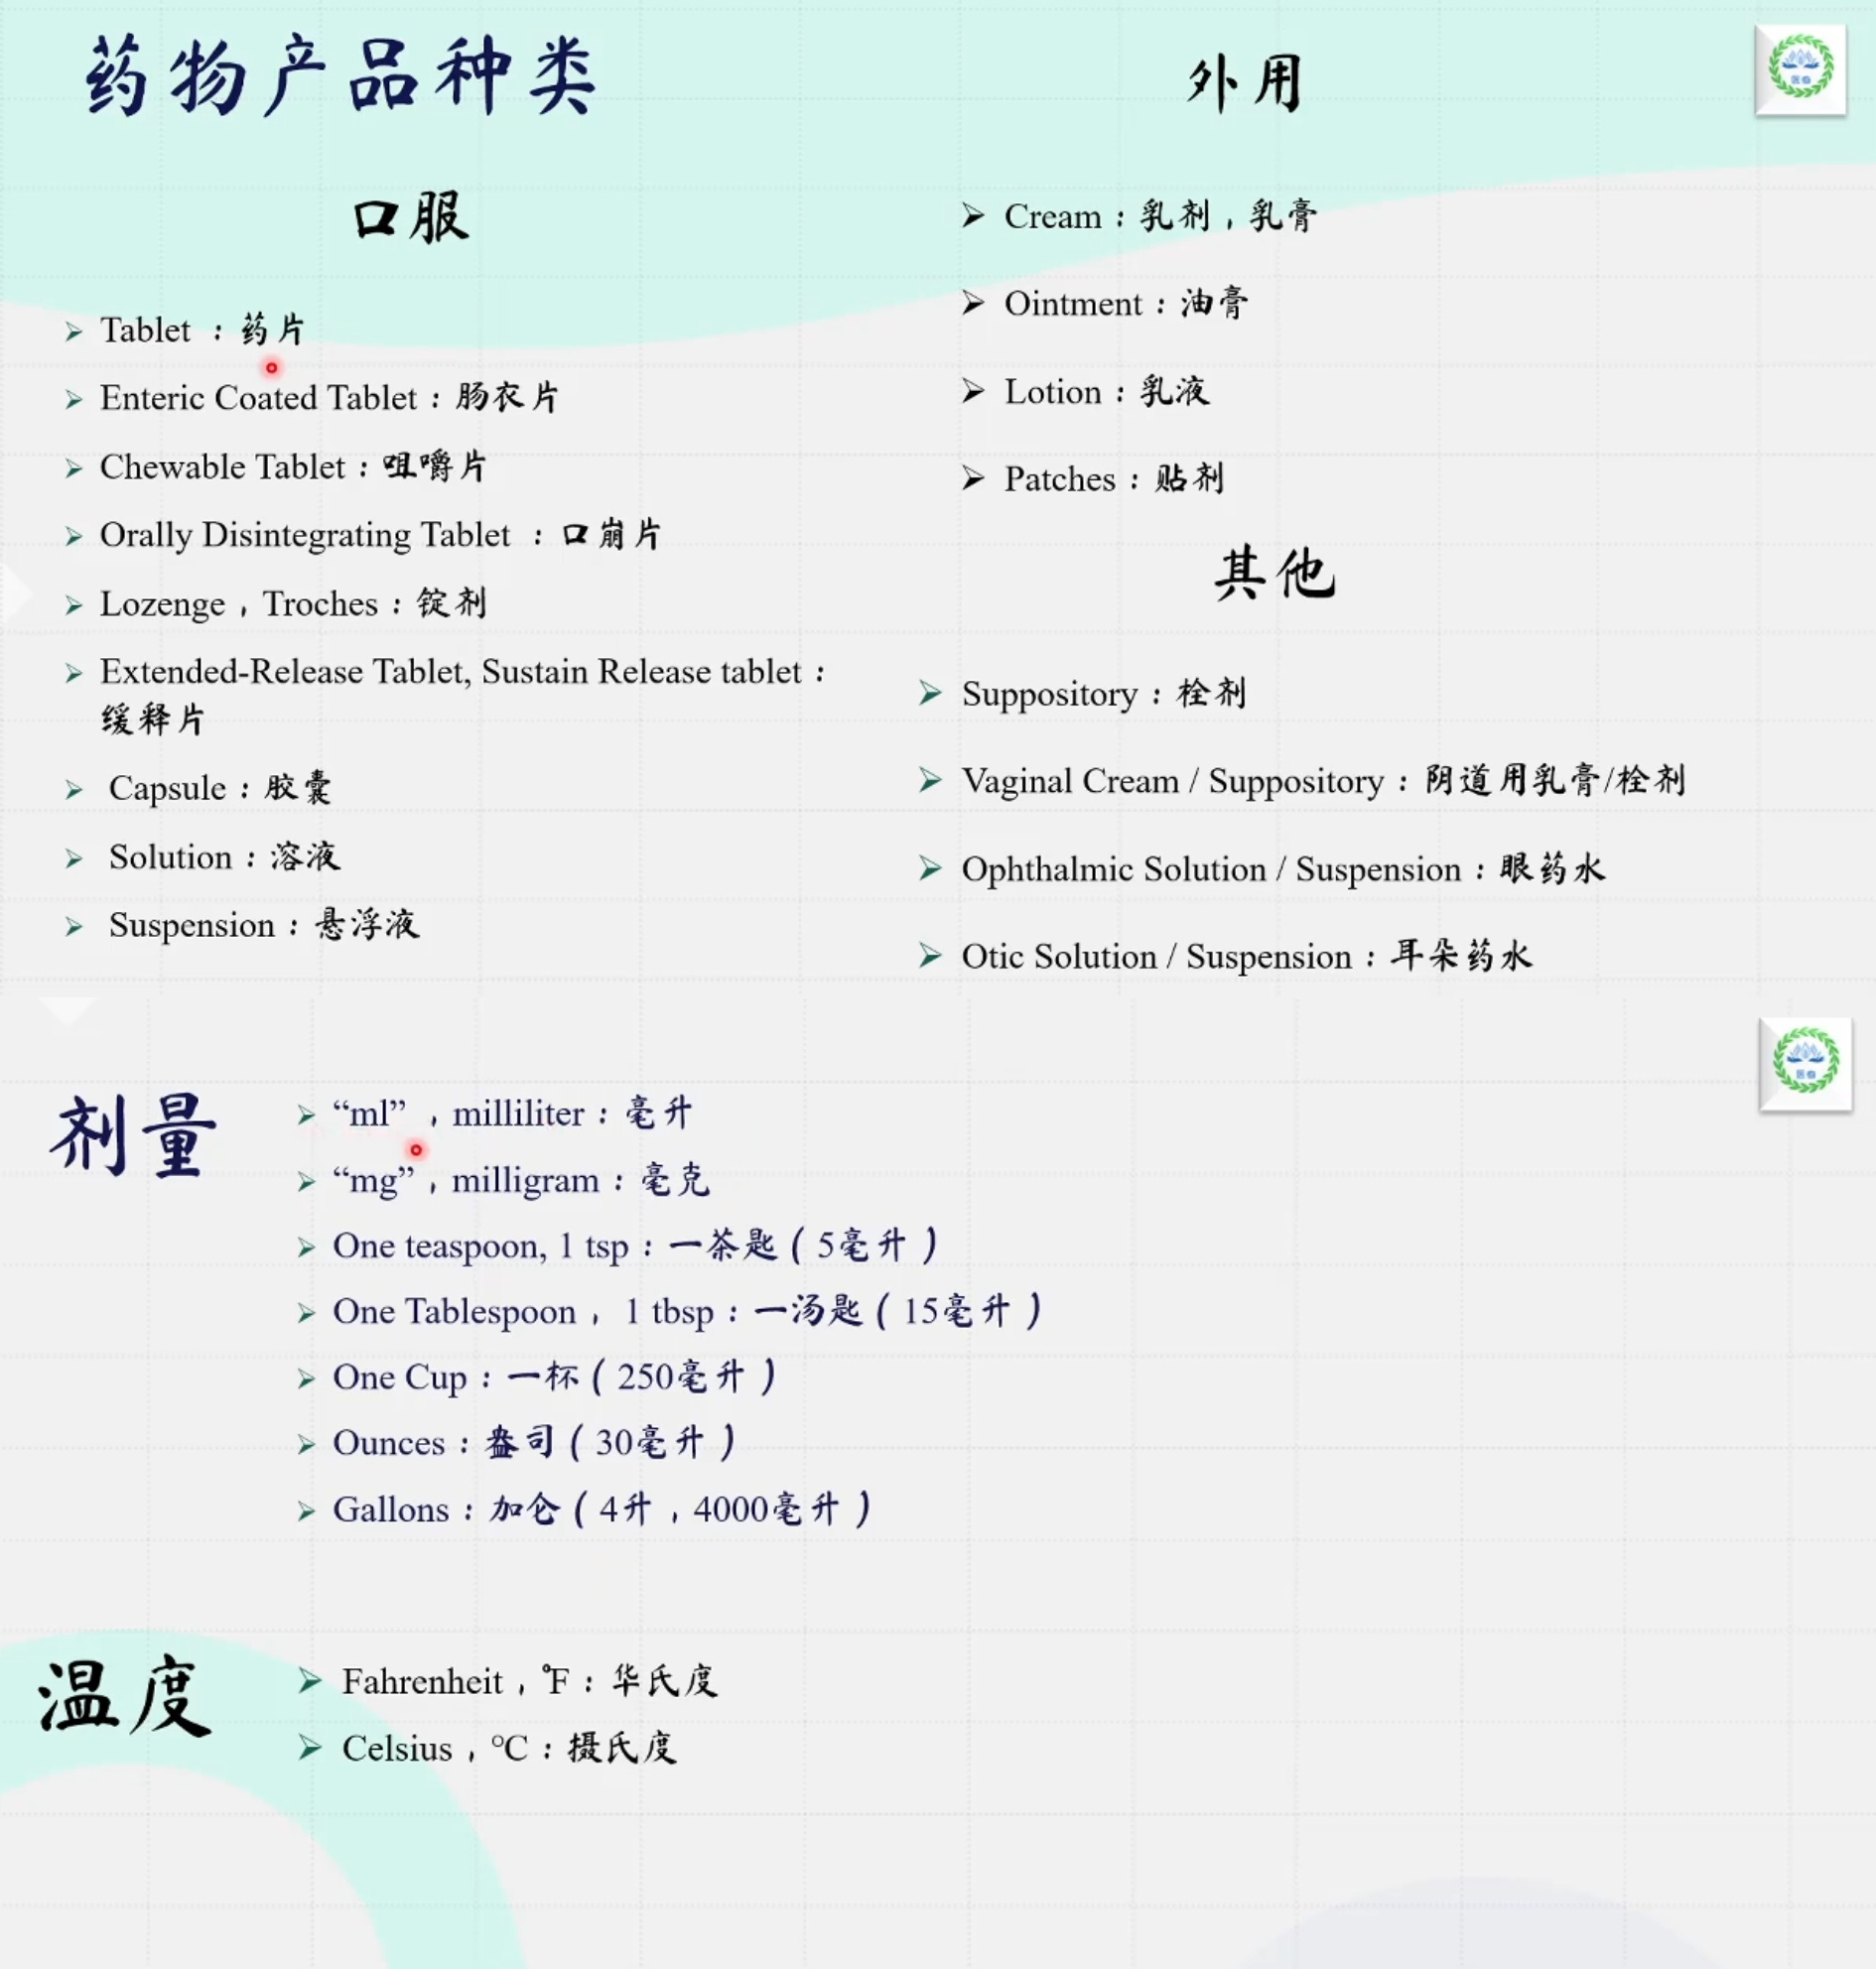 药物产品种类
口服
Tablet ：药片
Enteric Coated Tablet：肠衣片
Chewable Tablet：咀嚼片
Orally Disintegrating Tablet ：口崩片
Lozenge，Troches：锭剂
Extended-Release Tablet, Sustain Release tablet：
缓释片
Capsule：胶囊
Solution：溶液
Suspension：悬浮液
外用
Cream：乳剂，乳膏
Ointment：油膏
Lotion：乳液
Patches：贴剂
其他
Suppository：栓剂
Vaginal Cream / Suppository：阴道用乳膏/栓剂
Ophthalmic Solution / Suspension：眼药水
Otic Solution / Suspension：耳朵药水
剂量
“ml” ，milliliter：毫升
“mg”，milligram：毫克
One teaspoon, 1 tsp：一茶匙（5毫升）
One Tablespoon， 1 tbsp：一汤匙（15毫升）
One Cup：一杯（250毫升）
Ounces：盎司（30毫升）
Gallons：加仑（4升，4000毫升）
温度
Fahrenheit，℉：华氏度
Celsius，℃：摄氏度